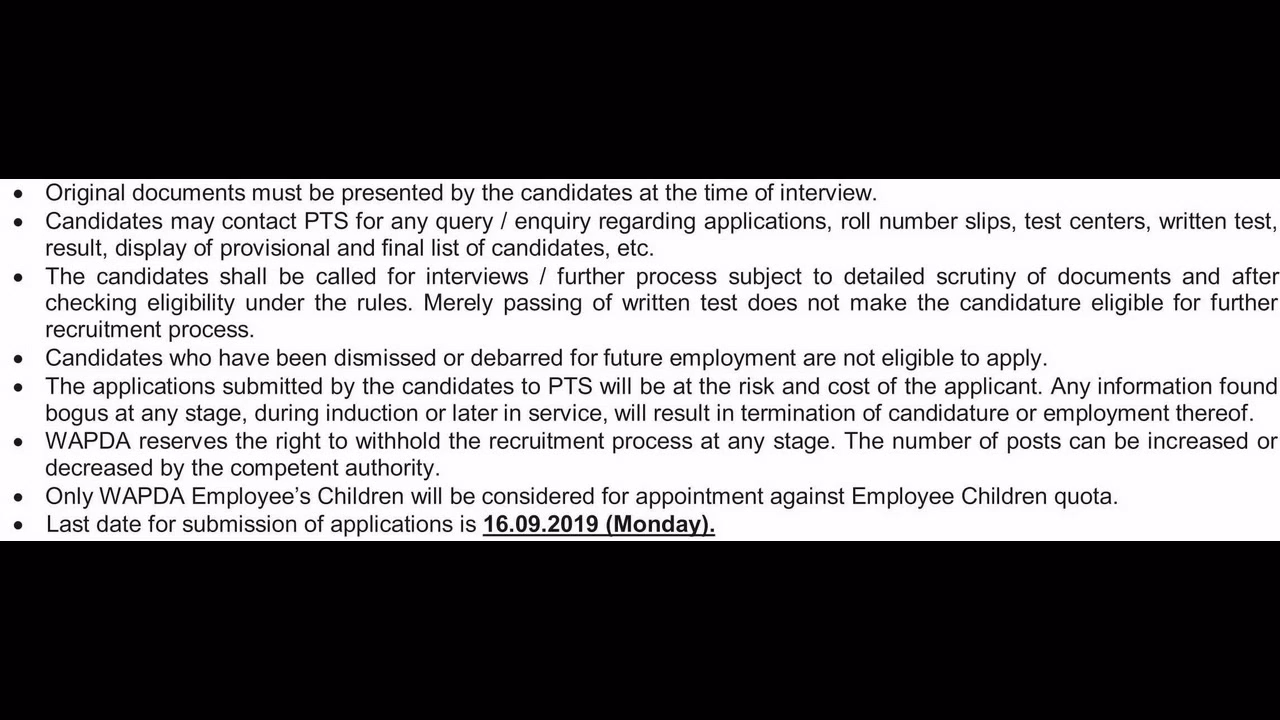 • Original documents must be presented by the candidates at the time of interview.
• Candidates may contact PTS for any query / enquiry regarding applications, roll number slips, test centers, written test,
result, display of provisional and final list of candidates, etc.
• The candidates shall be called for interviews / further process subject to detailed scrutiny of documents and after
checking eligibility under the rules. Merely passing of written test does not make the candidature eligible for further
recruitment process.
• Candidates who have been dismissed or debarred for future employment are not eligible to apply.
• The applications submitted by the candidates to PTS will be at the risk and cost of the applicant. Any information found
bogus at any stage, during induction or later in service, will result in termination of candidature or employment thereof.
• WAPDA reserves the right to withhold the recruitment process at any stage. The number of posts can be increased or
decreased by the competent authority.
• Only WAPDA Employee’s Children will be considered for appointment against Employee Children quota.
• Last date for submission of applications is 16.09.2019 (Monday).